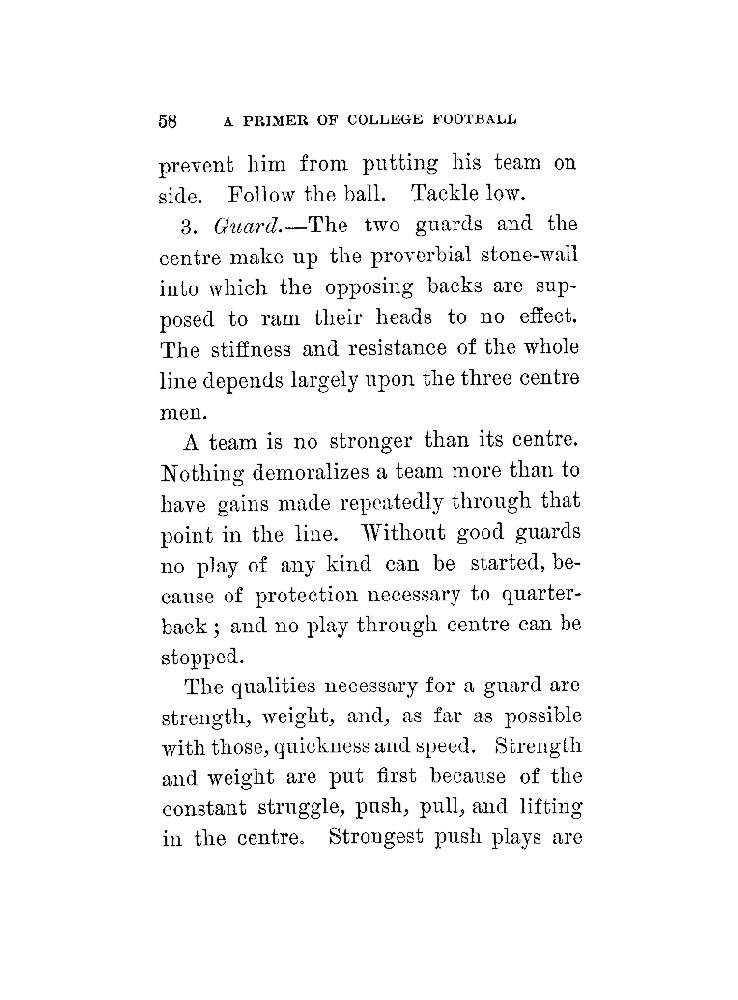 58 A PRIMER OF COLLEGE FOOTBALL
prevent him from putting his team on
side. Follow the ball. Tackle low.
3. Guard.—The two guards and the
centre make up the proverbial stone-wall
into which the opposing backs are sup-
posed to ram their heads to no effect.
The stiffness and resistance of the whole
line depends largely upon the three centre
men.
A team is no stronger than its centre.
Nothing demoralizes a team more than to
have gains made repeatedly through that
point in the line. Without good guards
no play of any kind can be started, be-
cause of protection necessary to quarter-
back; and no play through centre can be
stopped.
The qualities necessary for a guard are
strength, weight, and, as far as possible
with those, quickness and speed. Strength
and weight are put first because of the
constant struggle, push, pull, and lifting
in the centre. Strongest push plays are